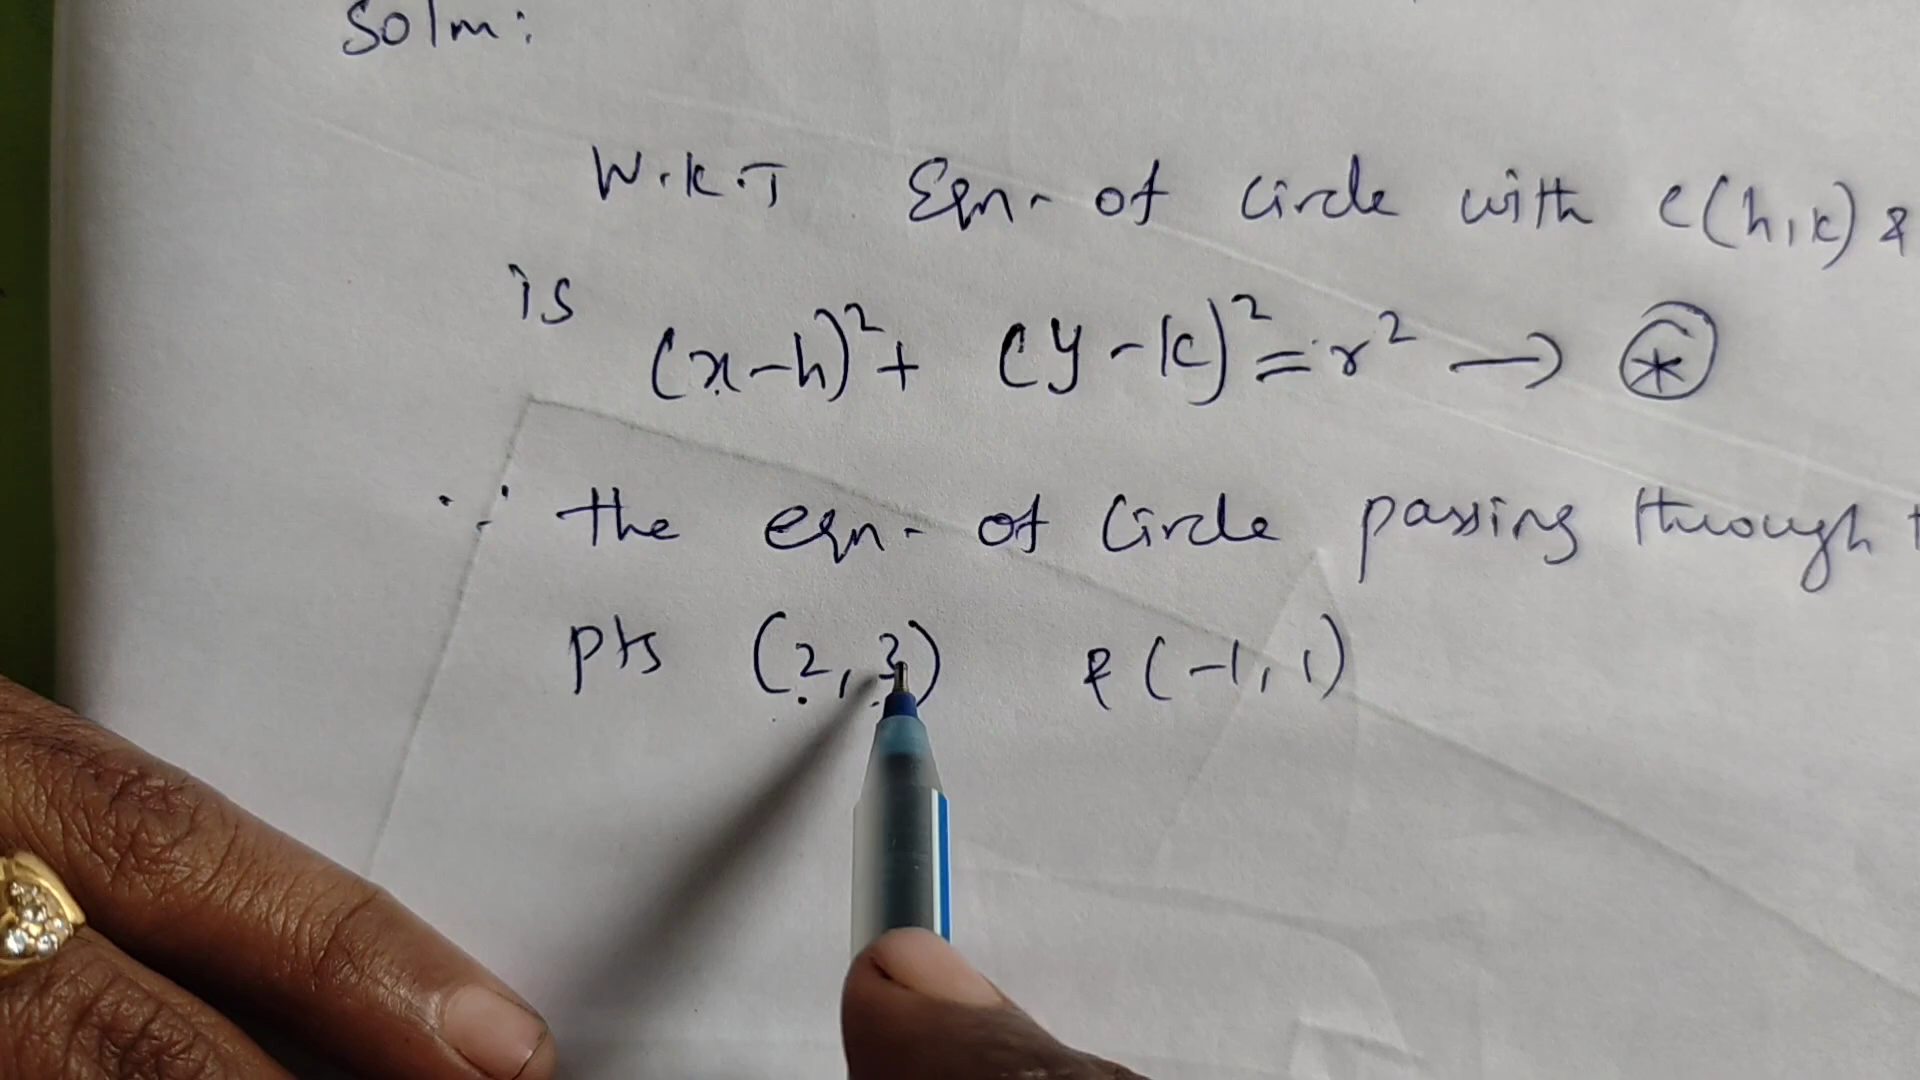 Soln:
W.K.T Eqn. of circle with c(h,k) &
is
(x-h)²+ (y-k)²=r² → ⊛
∴ the eqn. of circle passing through
pts (2,3) & (-1,1)